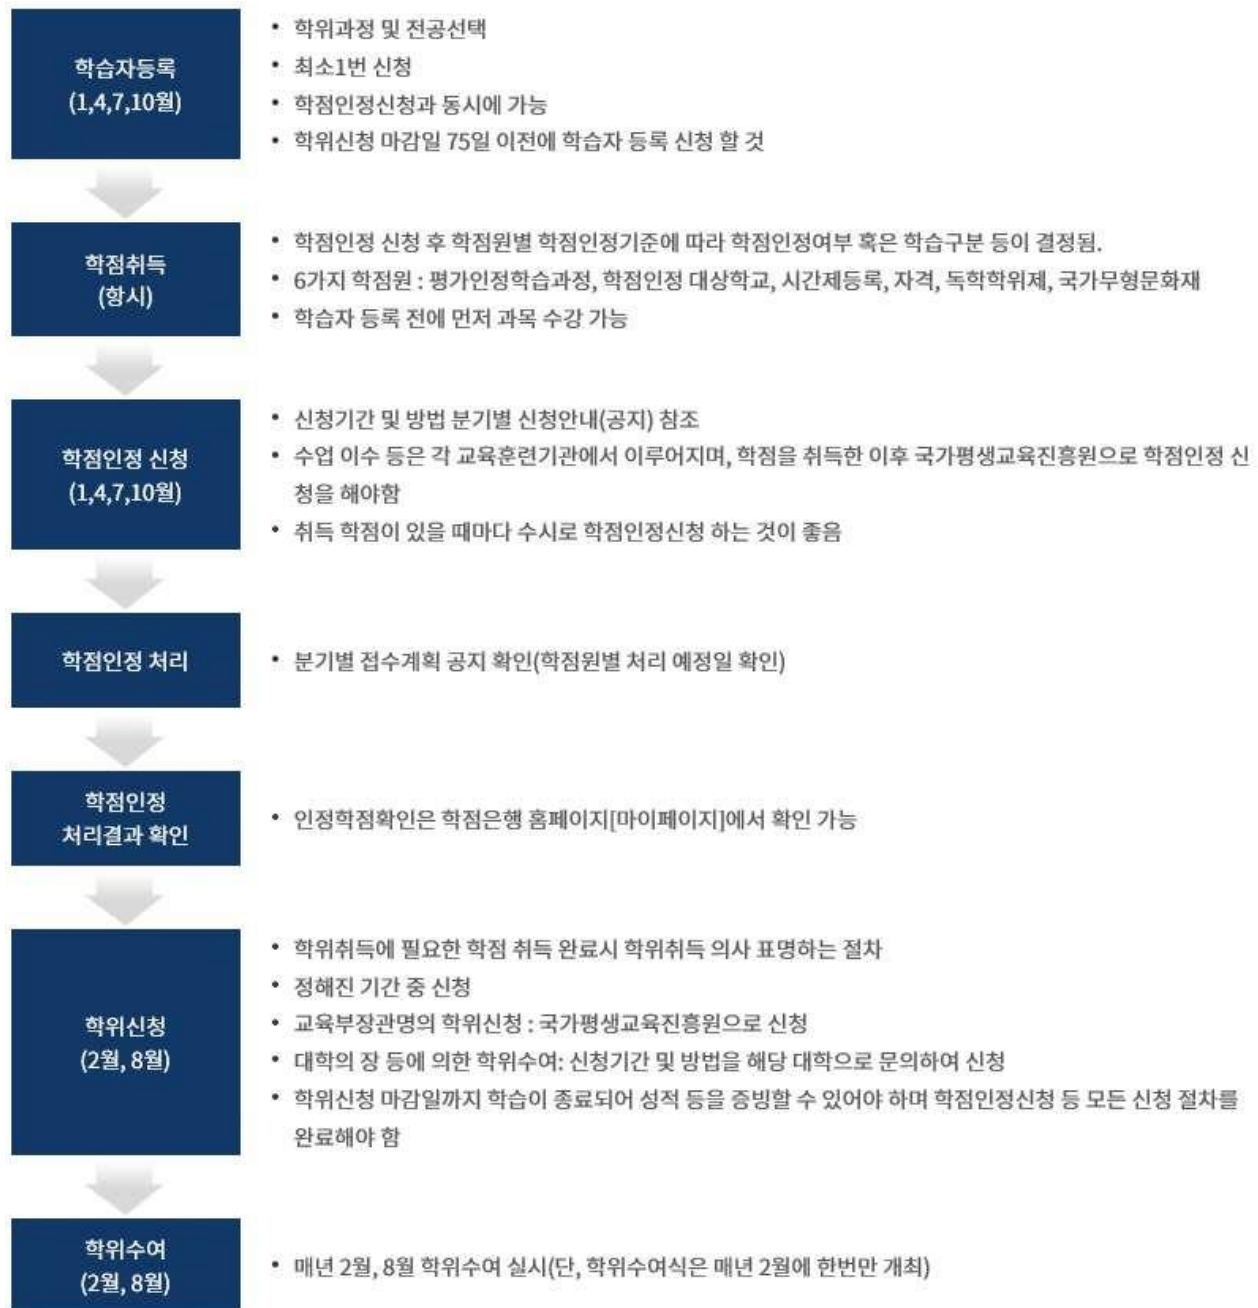 학습자등록
(1,4,7,10월)
• 학위과정 및 전공선택
• 최소1번 신청
• 학점인정신청과 동시에 가능
• 학위신청 마감일 75일 이전에 학습자 등록 신청 할 것
학점취득
(항시)
• 학점인정 신청 후 학점원별 학점인정기준에 따라 학점인정여부 혹은 학습구분 등이 결정됨.
• 6가지 학점원 : 평가인정학습과정, 학점인정 대상학교, 시간제등록, 자격, 독학학위제, 국가무형문화재
• 학습자 등록 전에 먼저 과목 수강 가능
학점인정 신청
(1,4,7,10월)
• 신청기간 및 방법 분기별 신청안내(공지) 참조
• 수업 이수 등은 각 교육훈련기관에서 이루어지며, 학점을 취득한 이후 국가평생교육진흥원으로 학점인정 신
청을 해야함
• 취득 학점이 있을 때마다 수시로 학점인정신청 하는 것이 좋음
학점인정 처리
• 분기별 접수계획 공지 확인(학점원별 처리 예정일 확인)
학점인정
처리결과 확인
• 인정학점확인은 학점은행 홈페이지[마이페이지]에서 확인 가능
학위신청
(2월, 8월)
• 학위취득에 필요한 학점 취득 완료시 학위취득 의사 표명하는 절차
• 정해진 기간 중 신청
• 교육부장관명의 학위신청 : 국가평생교육진흥원으로 신청
• 대학의 장 등에 의한 학위수여: 신청기간 및 방법을 해당 대학으로 문의하여 신청
• 학위신청 마감일까지 학습이 종료되어 성적 등을 증빙할 수 있어야 하며 학점인정신청 등 모든 신청 절차를
완료해야 함
학위수여
(2월, 8월)
• 매년 2월, 8월 학위수여 실시(단, 학위수여식은 매년 2월에 한번만 개최)